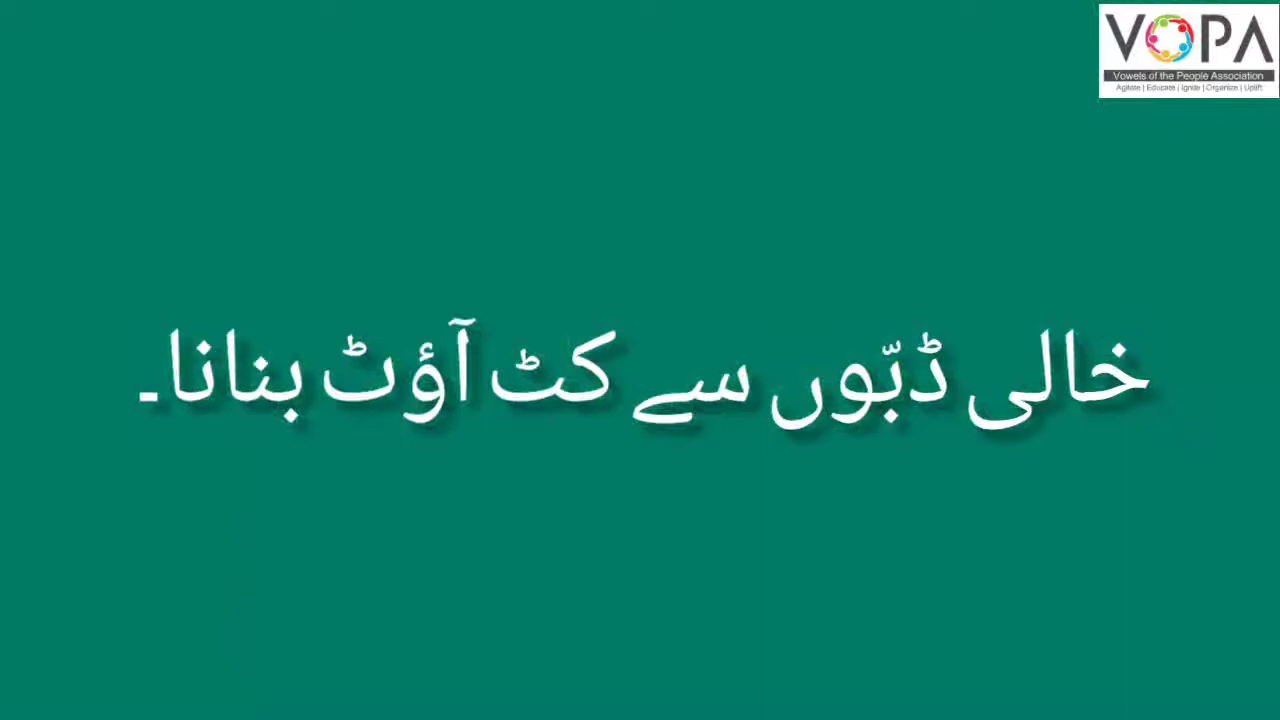 VOPA
Vowels of the People Association
Agitate | Educate | Ignite | Organize | Uplift
خالی ڈبّوں سے کٹ آؤٹ بنانا۔